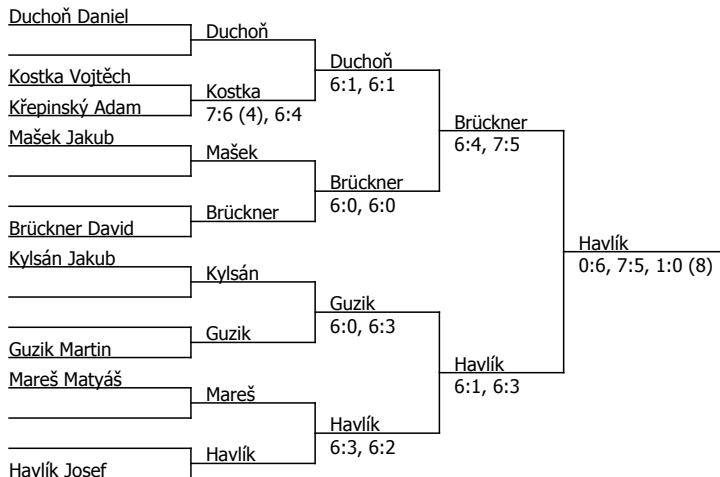 Duchoň Daniel
Kostka Vojtěch
Křepinský Adam
Mašek Jakub
Brückner David
Kylsán Jakub
Guzik Martin
Mareš Matyáš
Havlík Josef
Duchoň
Kostka
7:6 (4), 6:4
Mašek
Brückner
Kylsán
Guzik
Mareš
Havlík
Duchoň
6:1, 6:1
Brückner
6:0, 6:0
Guzik
6:0, 6:3
Havlík
6:3, 6:2
Brückner
6:4, 7:5
Havlík
6:1, 6:3
Havlík
0:6, 7:5, 1:0 (8)